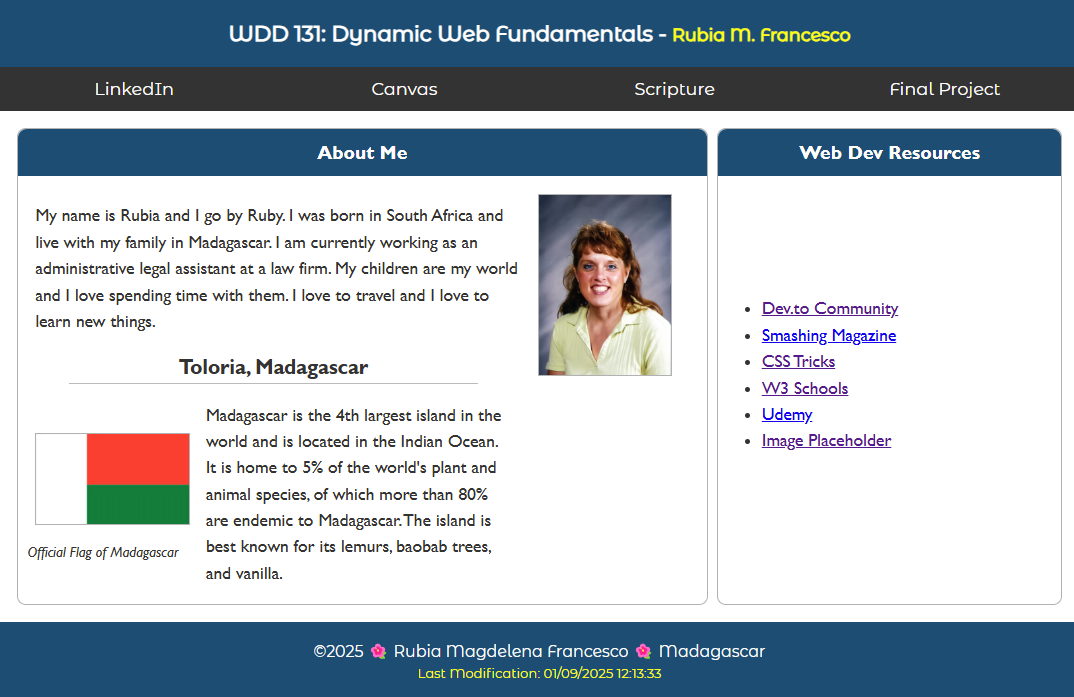 WDD 131: Dynamic Web Fundamentals - Rubia M. Francesco
LinkedIn Canvas Scripture Final Project
About Me
My name is Rubia and I go by Ruby. I was born in South Africa and
live with my family in Madagascar. I am currently working as an
administrative legal assistant at a law firm. My children are my world
and I love spending time with them. I love to travel and I love to
learn new things.
Toloria, Madagascar
Official Flag of Madagascar
Madagascar is the 4th largest island in the
world and is located in the Indian Ocean.
It is home to 5% of the world's plant and
animal species, of which more than 80%
are endemic to Madagascar. The island is
best known for its lemurs, baobab trees,
and vanilla.
Web Dev Resources
• Dev.to Community
• Smashing Magazine
• CSS Tricks
• W3 Schools
• Udemy
• Image Placeholder
©2025 🌺 Rubia Magdelena Francesco 🌺 Madagascar
Last Modification: 01/09/2025 12:13:33